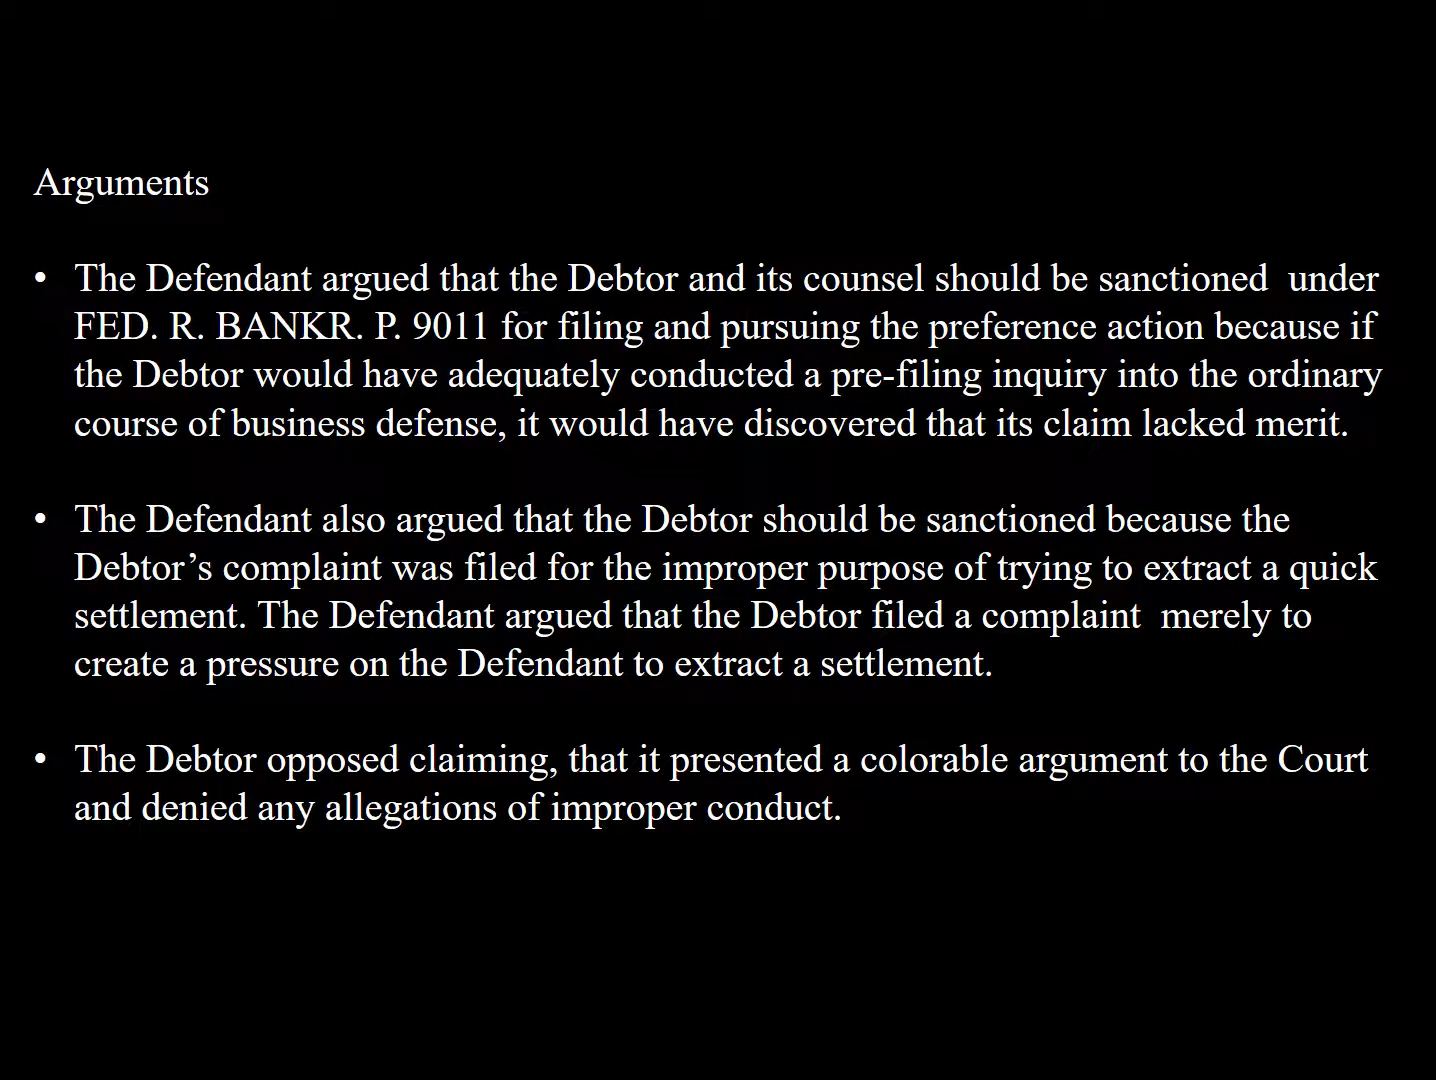 Arguments
• The Defendant argued that the Debtor and its counsel should be sanctioned  under
FED. R. BANKR. P. 9011 for filing and pursuing the preference action because if
the Debtor would have adequately conducted a pre-filing inquiry into the ordinary
course of business defense, it would have discovered that its claim lacked merit.
• The Defendant also argued that the Debtor should be sanctioned because the
Debtor’s complaint was filed for the improper purpose of trying to extract a quick
settlement. The Defendant argued that the Debtor filed a complaint  merely to
create a pressure on the Defendant to extract a settlement.
• The Debtor opposed claiming, that it presented a colorable argument to the Court
and denied any allegations of improper conduct.